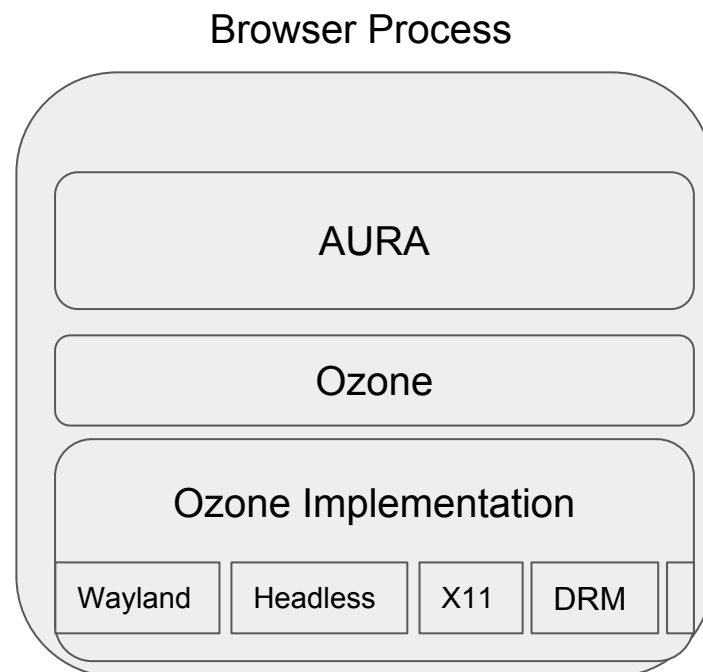 Browser Process
AURA
Ozone
Ozone Implementation
Wayland Headless X11 DRM